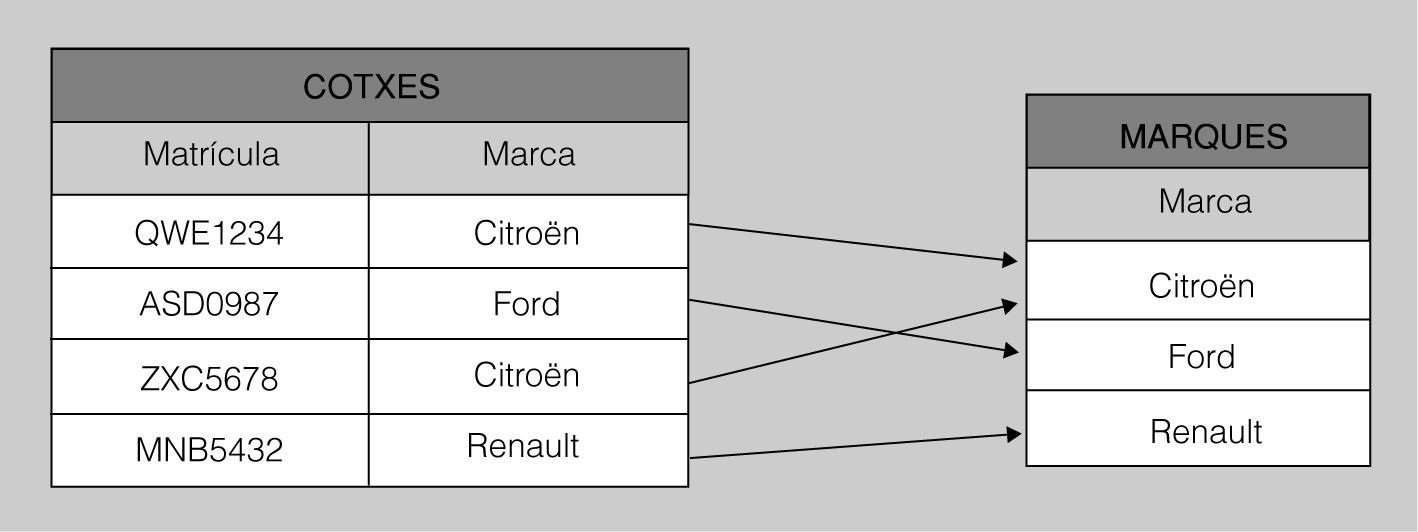 COTXES
Matrícula Marca
QWE1234 Citroën
ASD0987 Ford
ZXC5678 Citroën
MNB5432 Renault
MARQUES
Marca
Citroën
Ford
Renault